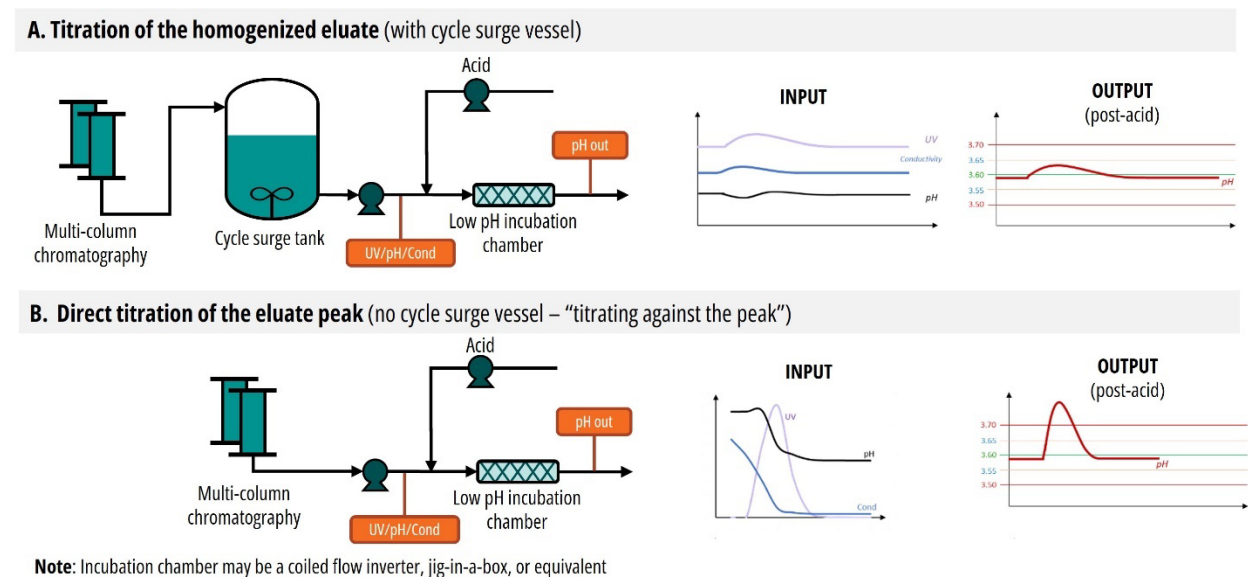 A. Titration of the homogenized eluate (with cycle surge vessel)
Acid
Multi-column
chromatography
Cycle surge tank
UV/pH/Cond
Low pH incubation
chamber
pH out
INPUT
UV
Conductivity
pH
OUTPUT
(post-acid)
3.70
3.65
3.60
3.55
3.50
pH
B. Direct titration of the eluate peak (no cycle surge vessel – “titrating against the peak”)
Acid
Multi-column
chromatography
UV/pH/Cond
Low pH incubation
chamber
pH out
INPUT
UV
pH
Cond
OUTPUT
(post-acid)
3.70
3.65
3.60
3.55
3.50
pH
Note: Incubation chamber may be a coiled flow inverter, jig-in-a-box, or equivalent